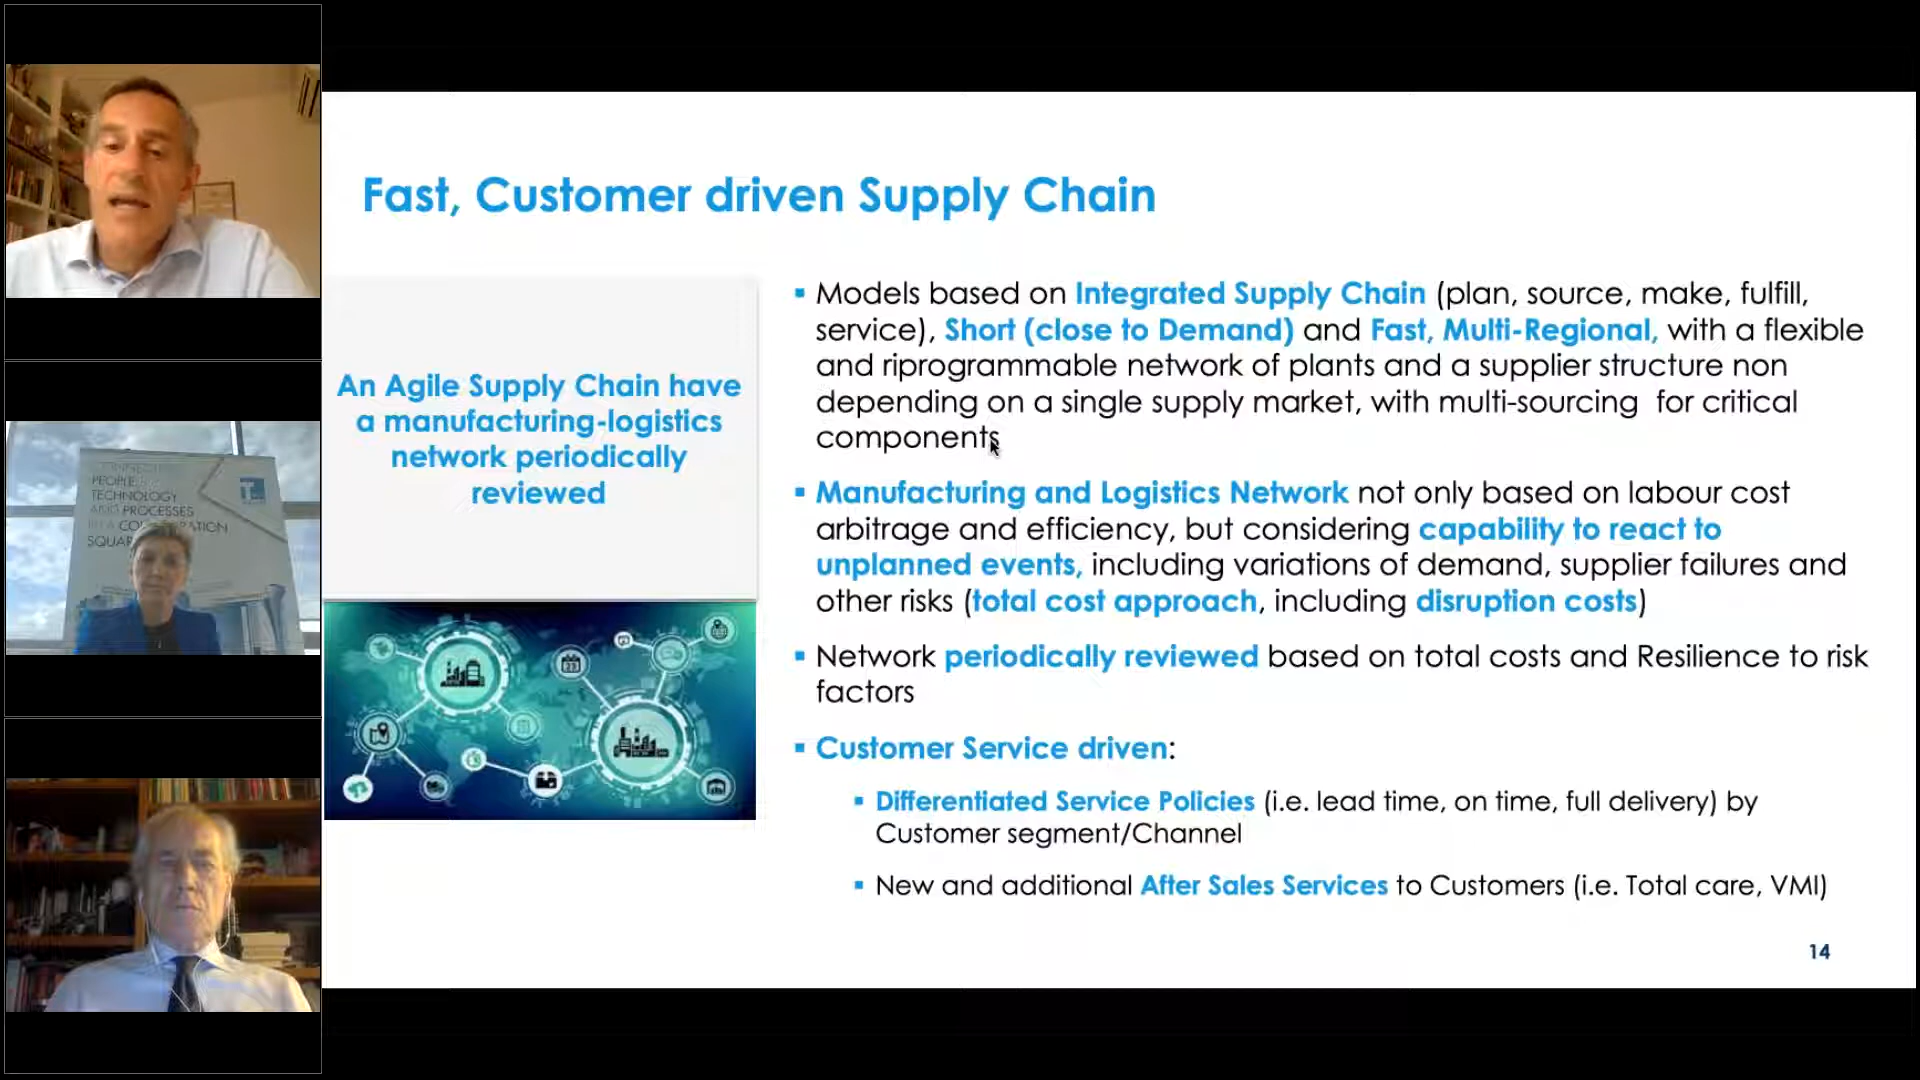 Fast, Customer driven Supply Chain
An Agile Supply Chain have
a manufacturing-logistics
network periodically
reviewed
▪ Models based on Integrated Supply Chain (plan, source, make, fulfill,
service), Short (close to Demand) and Fast, Multi-Regional, with a flexible
and riprogrammable network of plants and a supplier structure non
depending on a single supply market, with multi-sourcing for critical
components
▪ Manufacturing and Logistics Network not only based on labour cost
arbitrage and efficiency, but considering capability to react to
unplanned events, including variations of demand, supplier failures and
other risks (total cost approach, including disruption costs)
▪ Network periodically reviewed based on total costs and Resilience to risk
factors
▪ Customer Service driven:
▪ Differentiated Service Policies (i.e. lead time, on time, full delivery) by
Customer segment/Channel
▪ New and additional After Sales Services to Customers (i.e. Total care, VMI)
14
PEOPLE
TECHNOLOGY
AND PROCESSES